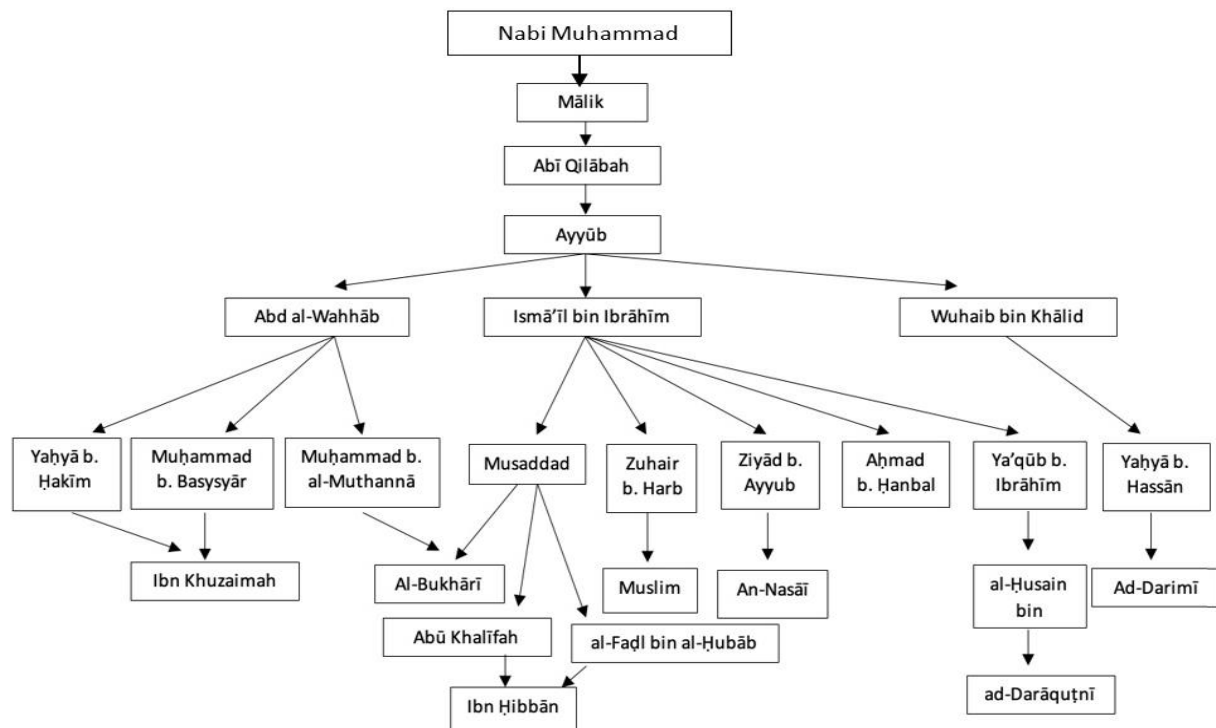 Nabi Muhammad
Mālik
Abī Qilābah
Ayyūb
Abd al-Wahhāb
Ismā’īl bin Ibrāhīm
Wuhaib bin Khālid
Yaḥyā b.
Ḥakīm
Muḥammad
b. Basysyār
Muḥammad b.
al-Muthannā
Musaddad
Zuhair
b. Harb
Ziyād b.
Ayyub
Aḥmad
b. Ḥanbal
Ya’qūb b.
Ibrāhīm
Yaḥyā b.
Hassān
Ibn Khuzaimah
Al-Bukhārī
Muslim
An-Nasāī
al-Ḥusain
bin
Ad-Darimī
Abū Khalīfah
al-Faḍl bin al-Ḥubāb
Ibn Ḥibbān
ad-Darāquṭnī